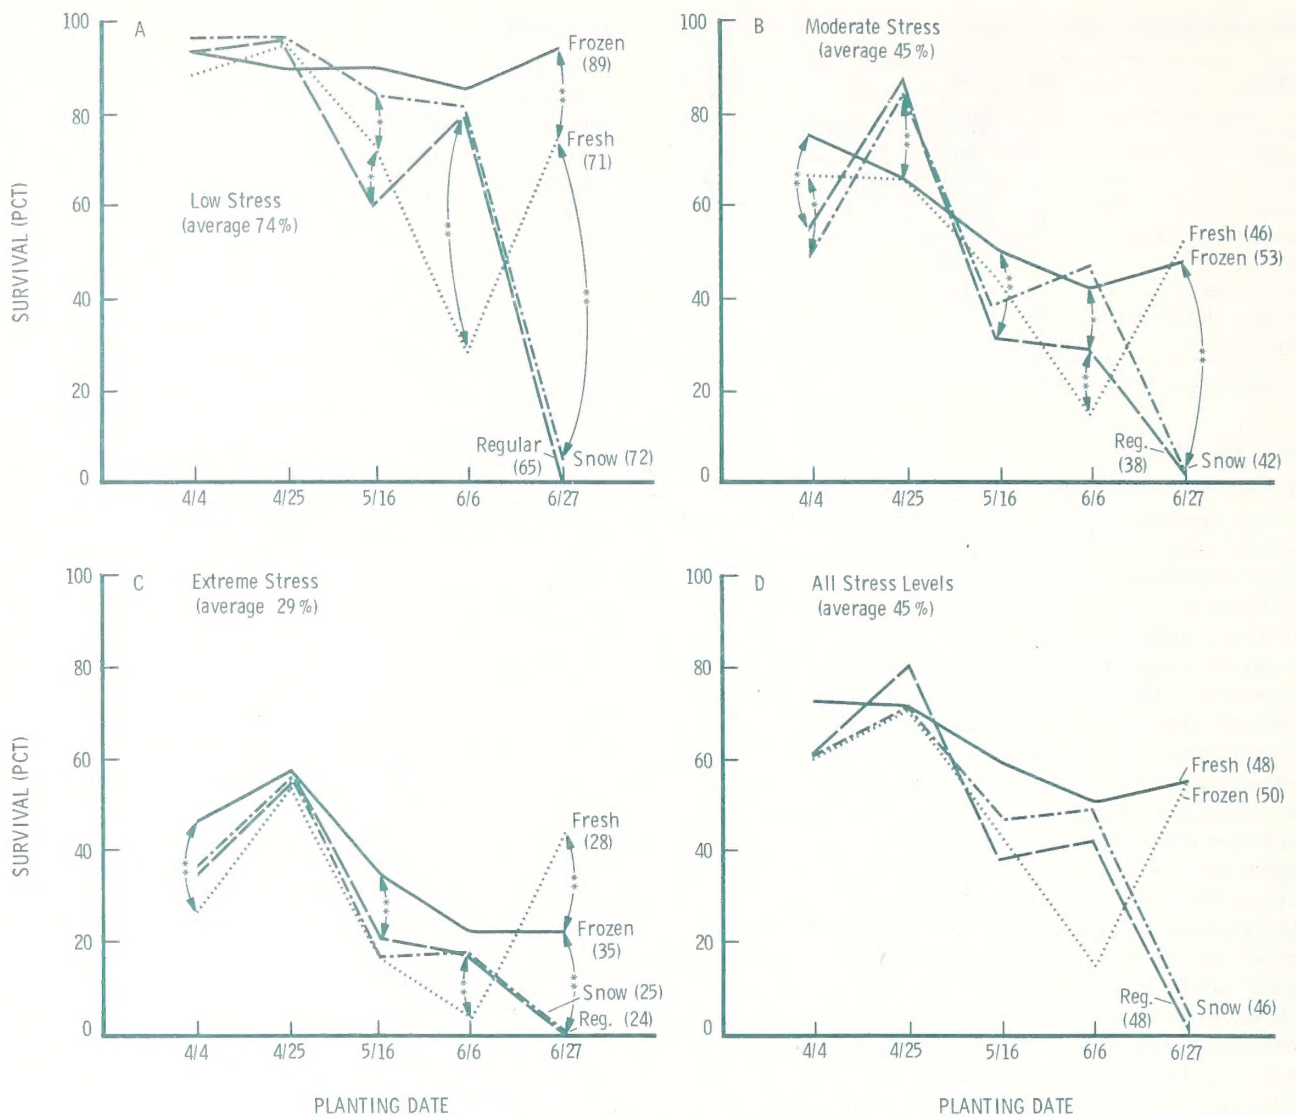 A
Low Stress
(average 74%)
100
80
60
40
20
0
SURVIVAL (PCT)
Frozen
(89)
**
Fresh
(71)
**
*
*
**
Regular
(65)
Snow (72)
4/4
4/25
5/16
6/6
6/27
B
Moderate Stress
(average 45%)
100
80
60
40
20
0
**
*
**
**
*
**
**
Fresh (46)
Frozen (53)
Reg.
(38)
Snow (42)
4/4
4/25
5/16
6/6
6/27
C
Extreme Stress
(average 29%)
100
80
60
40
20
0
SURVIVAL (PCT)
**
**
**
**
**
Fresh
(28)
Frozen
(35)
Snow (25)
Reg. (24)
4/4
4/25
5/16
6/6
6/27
PLANTING DATE
D
All Stress Levels
(average 45%)
100
80
60
40
20
0
Fresh (48)
Frozen (50)
Reg.
(48)
Snow (46)
4/4
4/25
5/16
6/6
6/27
PLANTING DATE